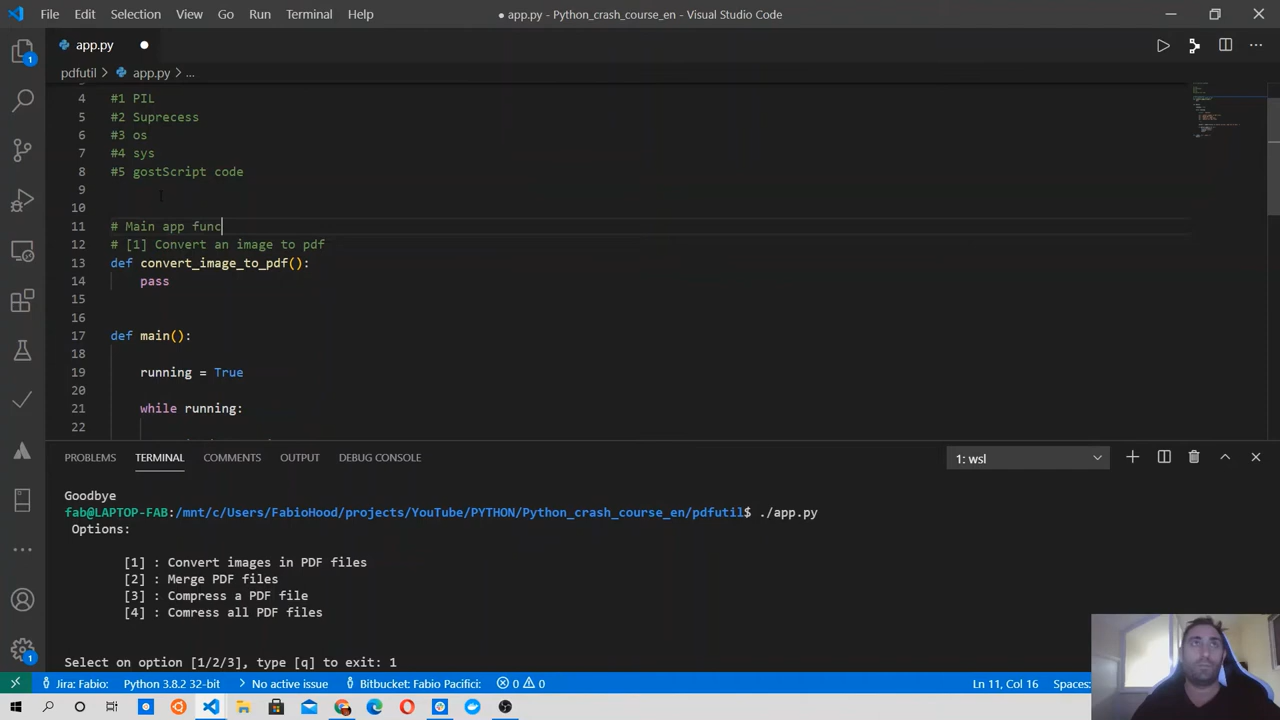 File Edit Selection View Go Run Terminal Help
● app.py - Python_crash_course_en - Visual Studio Code
app.py
pdfutil > app.py > ...
4 #1 PIL
5 #2 Suprecess
6 #3 os
7 #4 sys
8 #5 gostScript code
9
10
11 # Main app func
12 # [1] Convert an image to pdf
13 def convert_image_to_pdf():
14 pass
15
16
17 def main():
18
19 running = True
20
21 while running:
22
PROBLEMS TERMINAL COMMENTS OUTPUT DEBUG CONSOLE 1: wsl
Goodbye
fab@LAPTOP-FAB:/mnt/c/Users/FabioHood/projects/YouTube/PYTHON/Python_crash_course_en/pdfutil$ ./app.py
Options:
[1] : Convert images in PDF files
[2] : Merge PDF files
[3] : Compress a PDF file
[4] : Comress all PDF files
Select on option [1/2/3], type [q] to exit: 1
Jira: Fabio: Python 3.8.2 32-bit No active issue Bitbucket: Fabio Pacifici: 0 0 Ln 11, Col 16 Spaces: